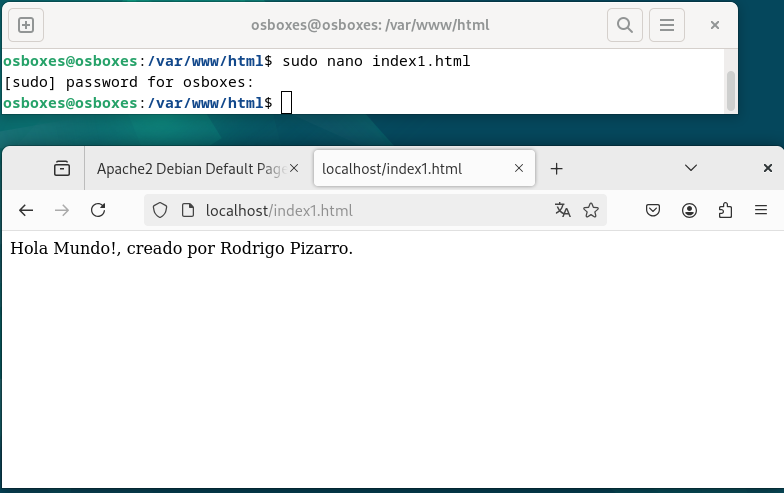 osboxes@osboxes: /var/www/html
osboxes@osboxes:/var/www/html$ sudo nano index1.html
[sudo] password for osboxes:
osboxes@osboxes:/var/www/html$
Apache2 Debian Default Page
localhost/index1.html
localhost/index1.html
Hola Mundo!, creado por Rodrigo Pizarro.